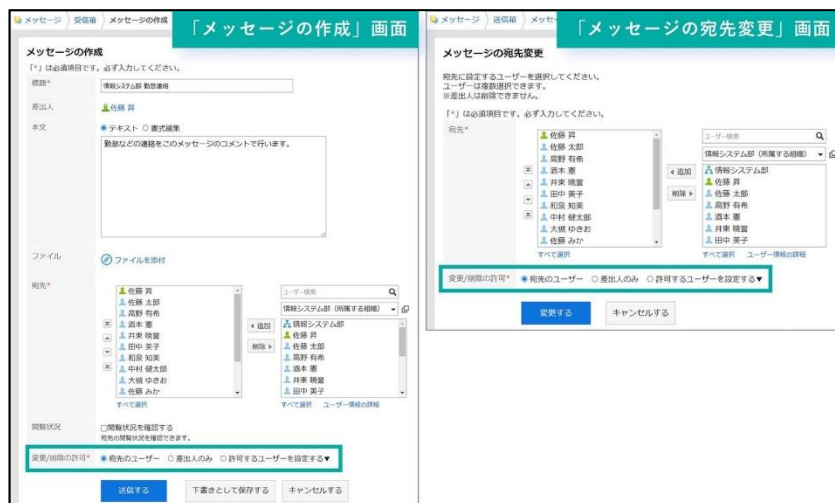 メッセージ 〉 受信箱 〉 メッセージの作成
「メッセージの作成」画面
メッセージの作成
「*」は必須項目です。必ず入力してください。
標題*
情報システム部 勤怠連絡
差出人
佐藤 昇
本文
テキスト 書式編集
勤怠などの連絡をこのメッセージのコメントで行います。
ファイル
ファイルを添付
宛先*
佐藤 昇
佐藤 太郎
高野 有希
酒本 憲
井東 暁誉
田中 英子
和泉 知美
中村 健太郎
大槻 ゆきお
佐藤 みか
すべて選択
追加
削除
ユーザー検索
情報システム部(所属する組織)
情報システム部
佐藤 昇
佐藤 太郎
高野 有希
酒本 憲
井東 暁誉
田中 英子
すべて選択 ユーザー情報の詳細
閲覧状況
閲覧状況を確認する
宛先の閲覧状況を確認できます。
変更/削除の許可* 宛先のユーザー 差出人のみ 許可するユーザーを設定する▼
送信する 下書きとして保存する キャンセルする
メッセージ 〉 送信箱 〉
「メッセージの宛先変更」画面
メッセージの宛先変更
宛先に設定するユーザーを選択してください。
ユーザーは複数選択できます。
※差出人は削除できません。
「*」は必須項目です。必ず入力してください。
宛先*
佐藤 昇
佐藤 太郎
高野 有希
酒本 憲
井東 暁誉
田中 英子
和泉 知美
中村 健太郎
大槻 ゆきお
佐藤 みか
すべて選択
追加
削除
ユーザー検索
情報システム部(所属する組織)
情報システム部
佐藤 昇
佐藤 太郎
高野 有希
酒本 憲
井東 暁誉
田中 英子
すべて選択 ユーザー情報の詳細
変更/削除の許可* 宛先のユーザー 差出人のみ 許可するユーザーを設定する▼
変更する キャンセルする